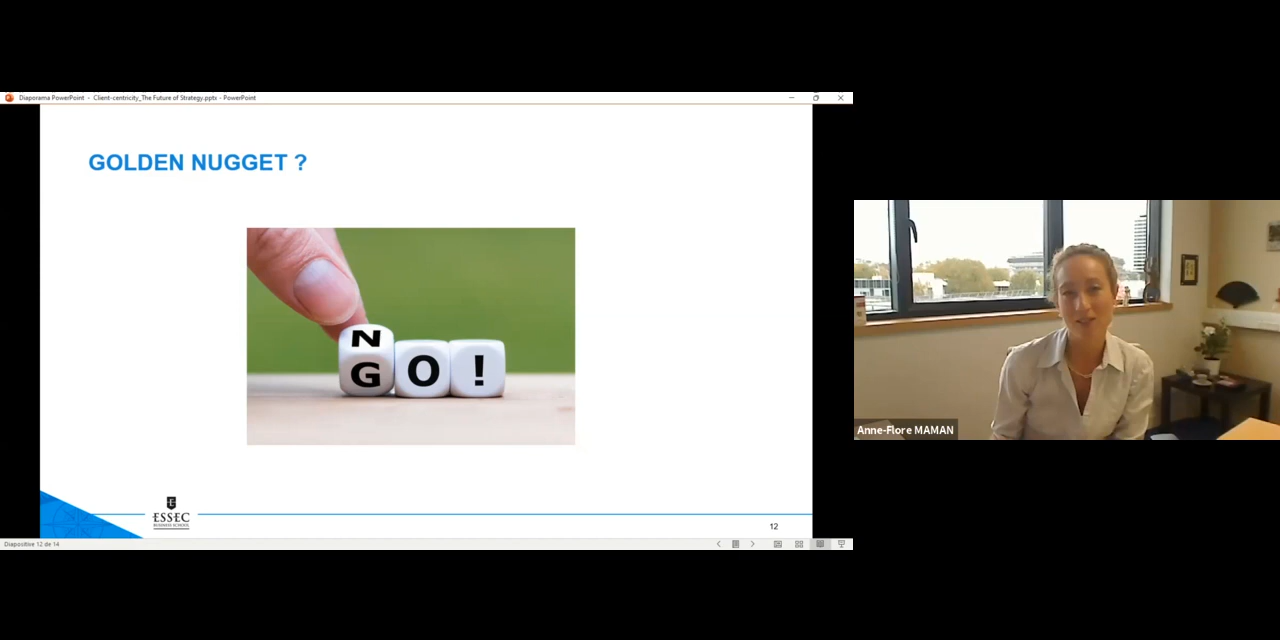 Diaporama PowerPoint - Client-centricity_The Future of Strategy.pptx - PowerPoint
GOLDEN NUGGET ?
N
G O !
ESSEC
BUSINESS SCHOOL
12
Diapositive 12 de 14
Anne-Flore MAMAN